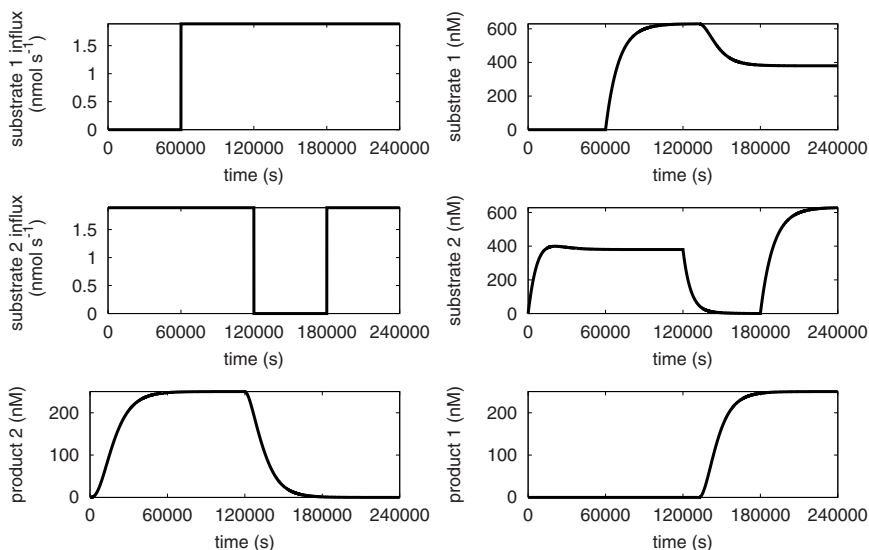 substrate 1 influx
(nmol s⁻¹)
1.5
1
0.5
0
0 60000 120000 180000 240000
time (s)
substrate 1 (nM)
600
400
200
0
0 60000 120000 180000 240000
time (s)
substrate 2 influx
(nmol s⁻¹)
1.5
1
0.5
0
0 60000 120000 180000 240000
time (s)
substrate 2 (nM)
600
400
200
0
0 60000 120000 180000 240000
time (s)
product 2 (nM)
200
100
0
0 60000 120000 180000 240000
time (s)
product 1 (nM)
200
100
0
0 60000 120000 180000 240000
time (s)